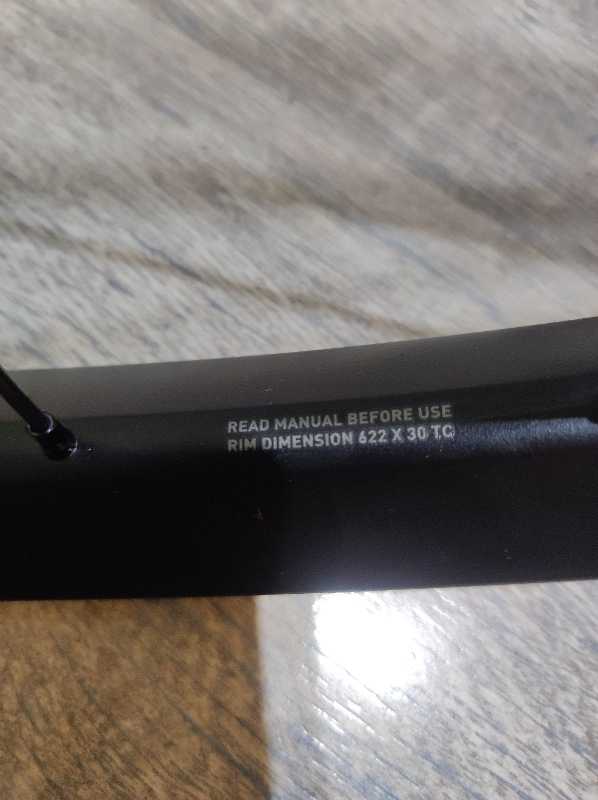 READ MANUAL BEFORE USE
RIM DIMENSION 622 X 30 TC